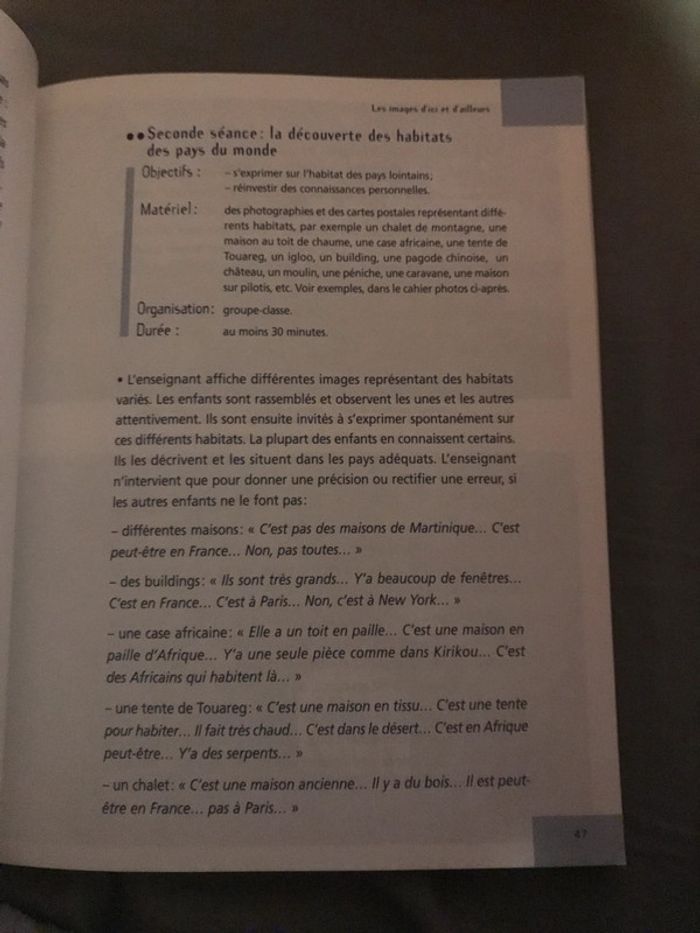 Les images d'ici et d'ailleurs
●● Seconde séance : la découverte des habitats
des pays du monde
Objectifs : – s'exprimer sur l'habitat des pays lointains ;
– réinvestir des connaissances personnelles.
Matériel : des photographies et des cartes postales représentant diffé-
rents habitats, par exemple un chalet de montagne, une
maison au toit de chaume, une case africaine, une tente de
Touareg, un igloo, un building, une pagode chinoise, un
château, un moulin, une péniche, une caravane, une maison
sur pilotis, etc. Voir exemples, dans le cahier photos ci-après.
Organisation : groupe-classe.
Durée : au moins 30 minutes.
• L'enseignant affiche différentes images représentant des habitats
variés. Les enfants sont rassemblés et observent les unes et les autres
attentivement. Ils sont ensuite invités à s'exprimer spontanément sur
ces différents habitats. La plupart des enfants en connaissent certains.
Ils les décrivent et les situent dans les pays adéquats. L'enseignant
n'intervient que pour donner une précision ou rectifier une erreur, si
les autres enfants ne le font pas :
– différentes maisons : « C'est pas des maisons de Martinique... C'est
peut-être en France... Non, pas toutes... »
– des buildings : « Ils sont très grands... Y'a beaucoup de fenêtres...
C'est en France... C'est à Paris... Non, c'est à New York... »
– une case africaine : « Elle a un toit en paille... C'est une maison en
paille d'Afrique... Y'a une seule pièce comme dans Kirikou... C'est
des Africains qui habitent là... »
– une tente de Touareg : « C'est une maison en tissu... C'est une tente
pour habiter... Il fait très chaud... C'est dans le désert... C'est en Afrique
peut-être... Y'a des serpents... »
– un chalet : « C'est une maison ancienne... Il y a du bois... Il est peut-
être en France... pas à Paris... »
47